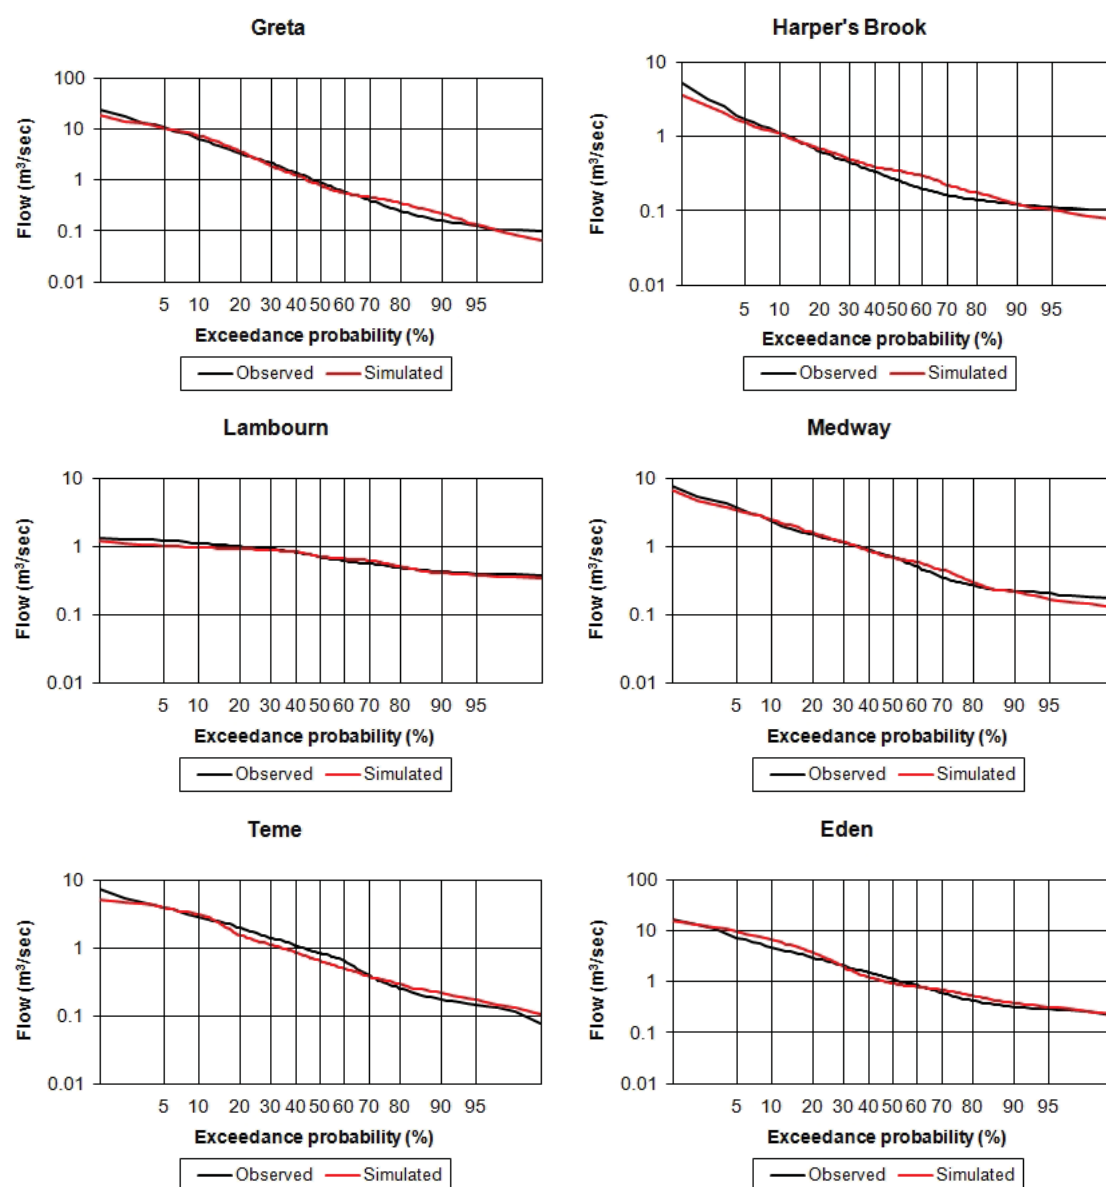 Greta
Flow (m³/sec)
100
10
1
0.1
0.01
5 10 20 30 40 50 60 70 80 90 95
Exceedance probability (%)
Observed Simulated
Harper's Brook
Flow (m³/sec)
10
1
0.1
0.01
5 10 20 30 40 50 60 70 80 90 95
Exceedance probability (%)
Observed Simulated
Lambourn
Flow (m³/sec)
10
1
0.1
0.01
5 10 20 30 40 50 60 70 80 90 95
Exceedance probability (%)
Observed Simulated
Medway
Flow (m³/sec)
10
1
0.1
0.01
5 10 20 30 40 50 60 70 80 90 95
Exceedance probability (%)
Observed Simulated
Teme
Flow (m³/sec)
10
1
0.1
0.01
5 10 20 30 40 50 60 70 80 90 95
Exceedance probability (%)
Observed Simulated
Eden
Flow (m³/sec)
100
10
1
0.1
0.01
5 10 20 30 40 50 60 70 80 90 95
Exceedance probability (%)
Observed Simulated